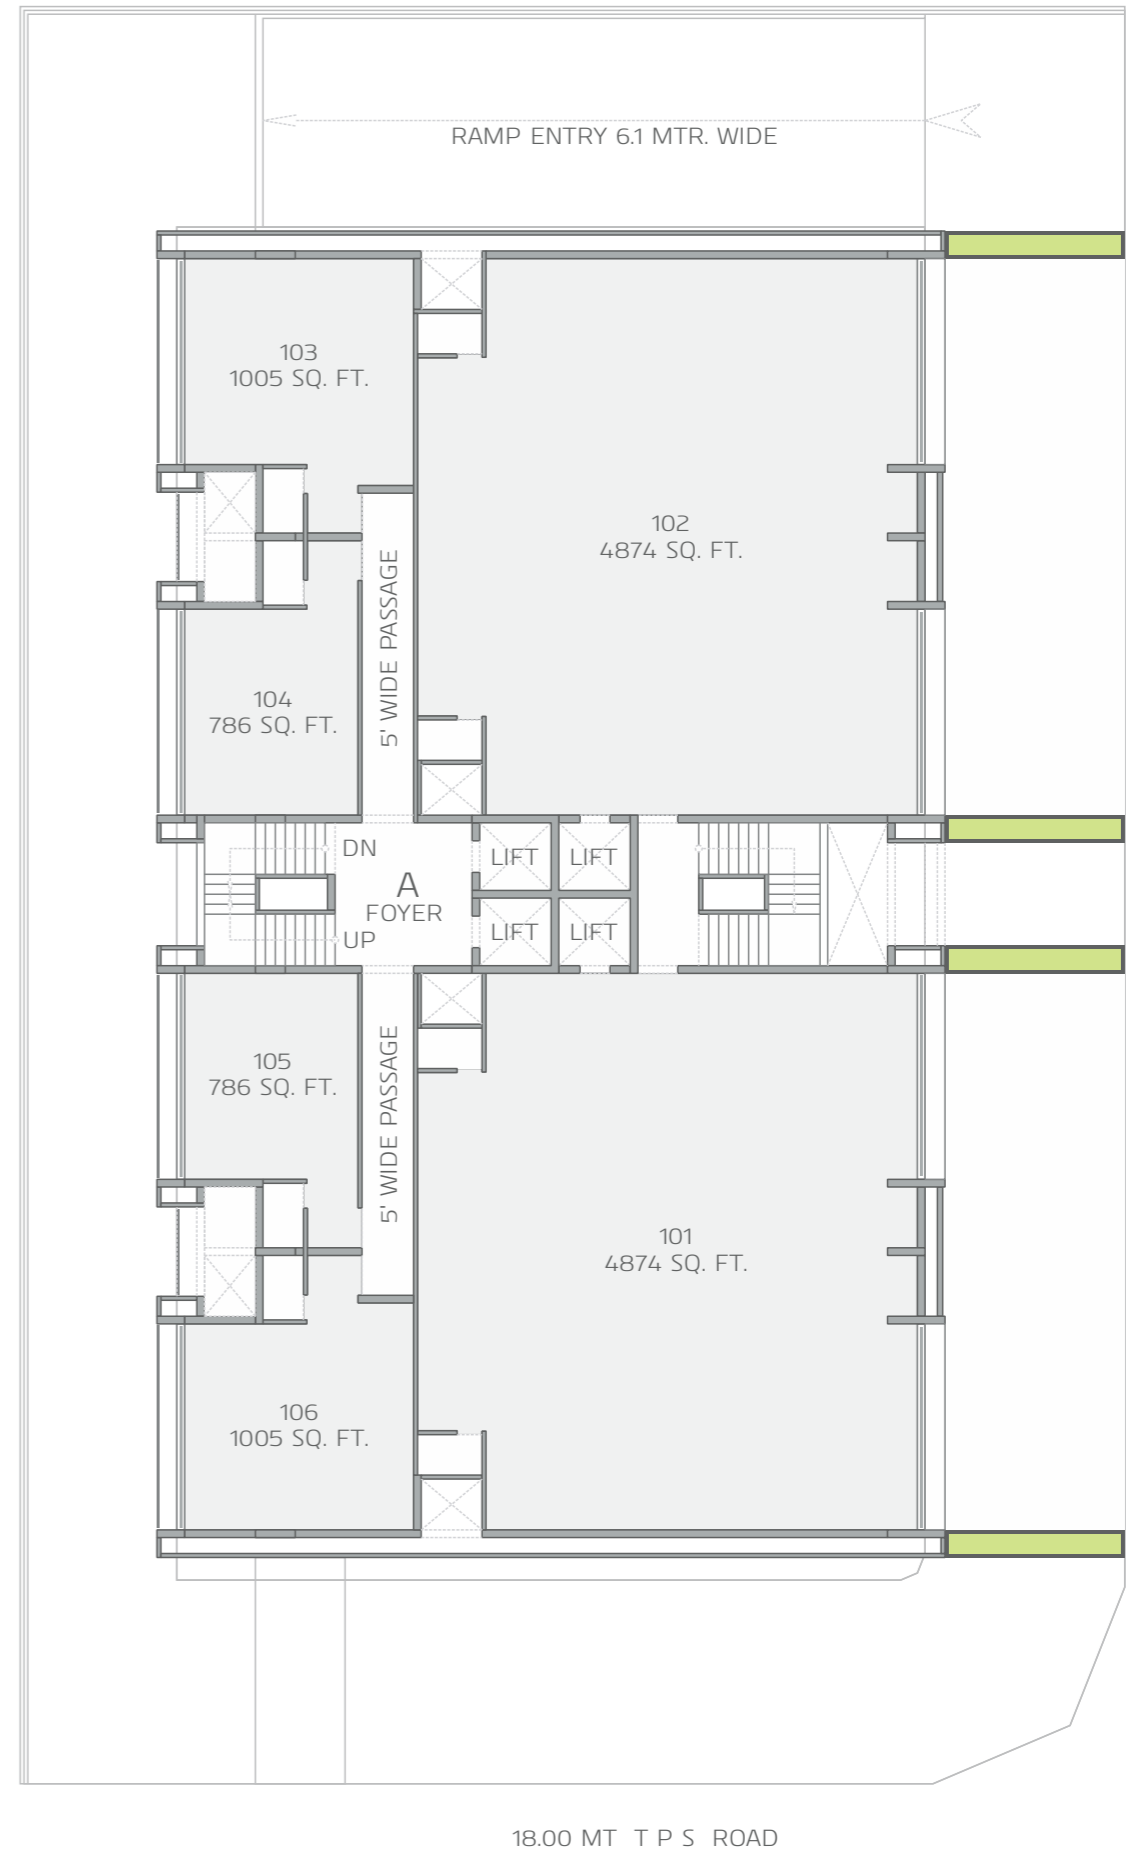 RAMP ENTRY 6.1 MTR. WIDE
103
1005 SQ. FT.
102
4874 SQ. FT.
5' WIDE PASSAGE
104
786 SQ. FT.
DN
A
FOYER
UP
LIFT
LIFT
LIFT
LIFT
105
786 SQ. FT.
5' WIDE PASSAGE
101
4874 SQ. FT.
106
1005 SQ. FT.
18.00 MT T P S ROAD